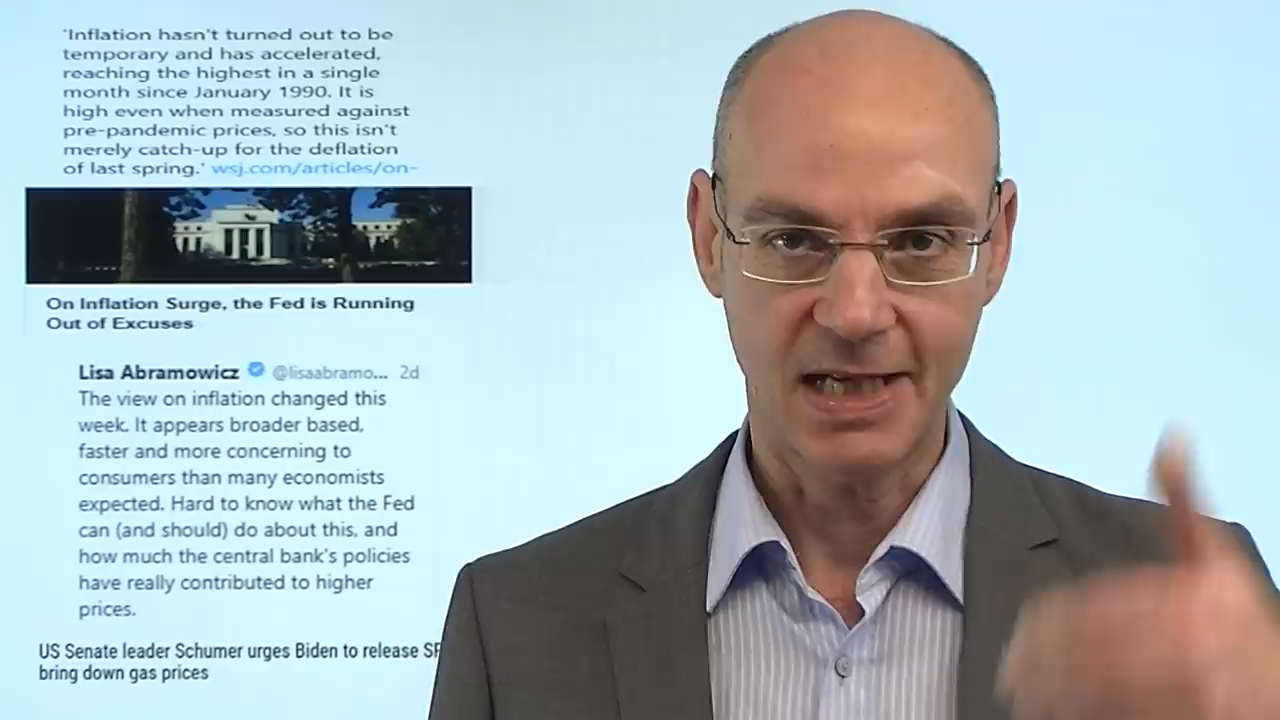 'Inflation hasn't turned out to be
temporary and has accelerated,
reaching the highest in a single
month since January 1990. It is
high even when measured against
pre-pandemic prices, so this isn't
merely catch-up for the deflation
of last spring.' wsj.com/articles/on-
On Inflation Surge, the Fed is Running
Out of Excuses
Lisa Abramowicz @lisaabramo... 2d
The view on inflation changed this
week. It appears broader based,
faster and more concerning to
consumers than many economists
expected. Hard to know what the Fed
can (and should) do about this, and
how much the central bank's policies
have really contributed to higher
prices.
US Senate leader Schumer urges Biden to release
bring down gas prices